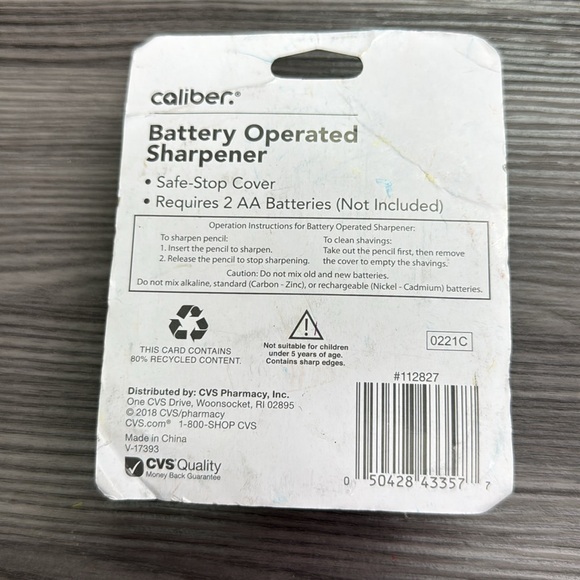 caliber.®
Battery Operated
Sharpener
• Safe-Stop Cover
• Requires 2 AA Batteries (Not Included)
Operation Instructions for Battery Operated Sharpener:
To sharpen pencil:
1. Insert the pencil to sharpen.
2. Release the pencil to stop sharpening.
To clean shavings:
Take out the pencil first, then remove
the cover to empty the shavings.
Caution: Do not mix old and new batteries.
Do not mix alkaline, standard (Carbon - Zinc), or rechargeable (Nickel - Cadmium) batteries.
THIS CARD CONTAINS
80% RECYCLED CONTENT.
Not suitable for children
under 5 years of age.
Contains sharp edges.
0221C
#112827
Distributed by: CVS Pharmacy, Inc.
One CVS Drive, Woonsocket, RI 02895
© 2018 CVS/pharmacy
CVS.com® 1-800-SHOP CVS
Made in China
V-17393
CVS Quality
Money Back Guarantee
0 50428 43357 7